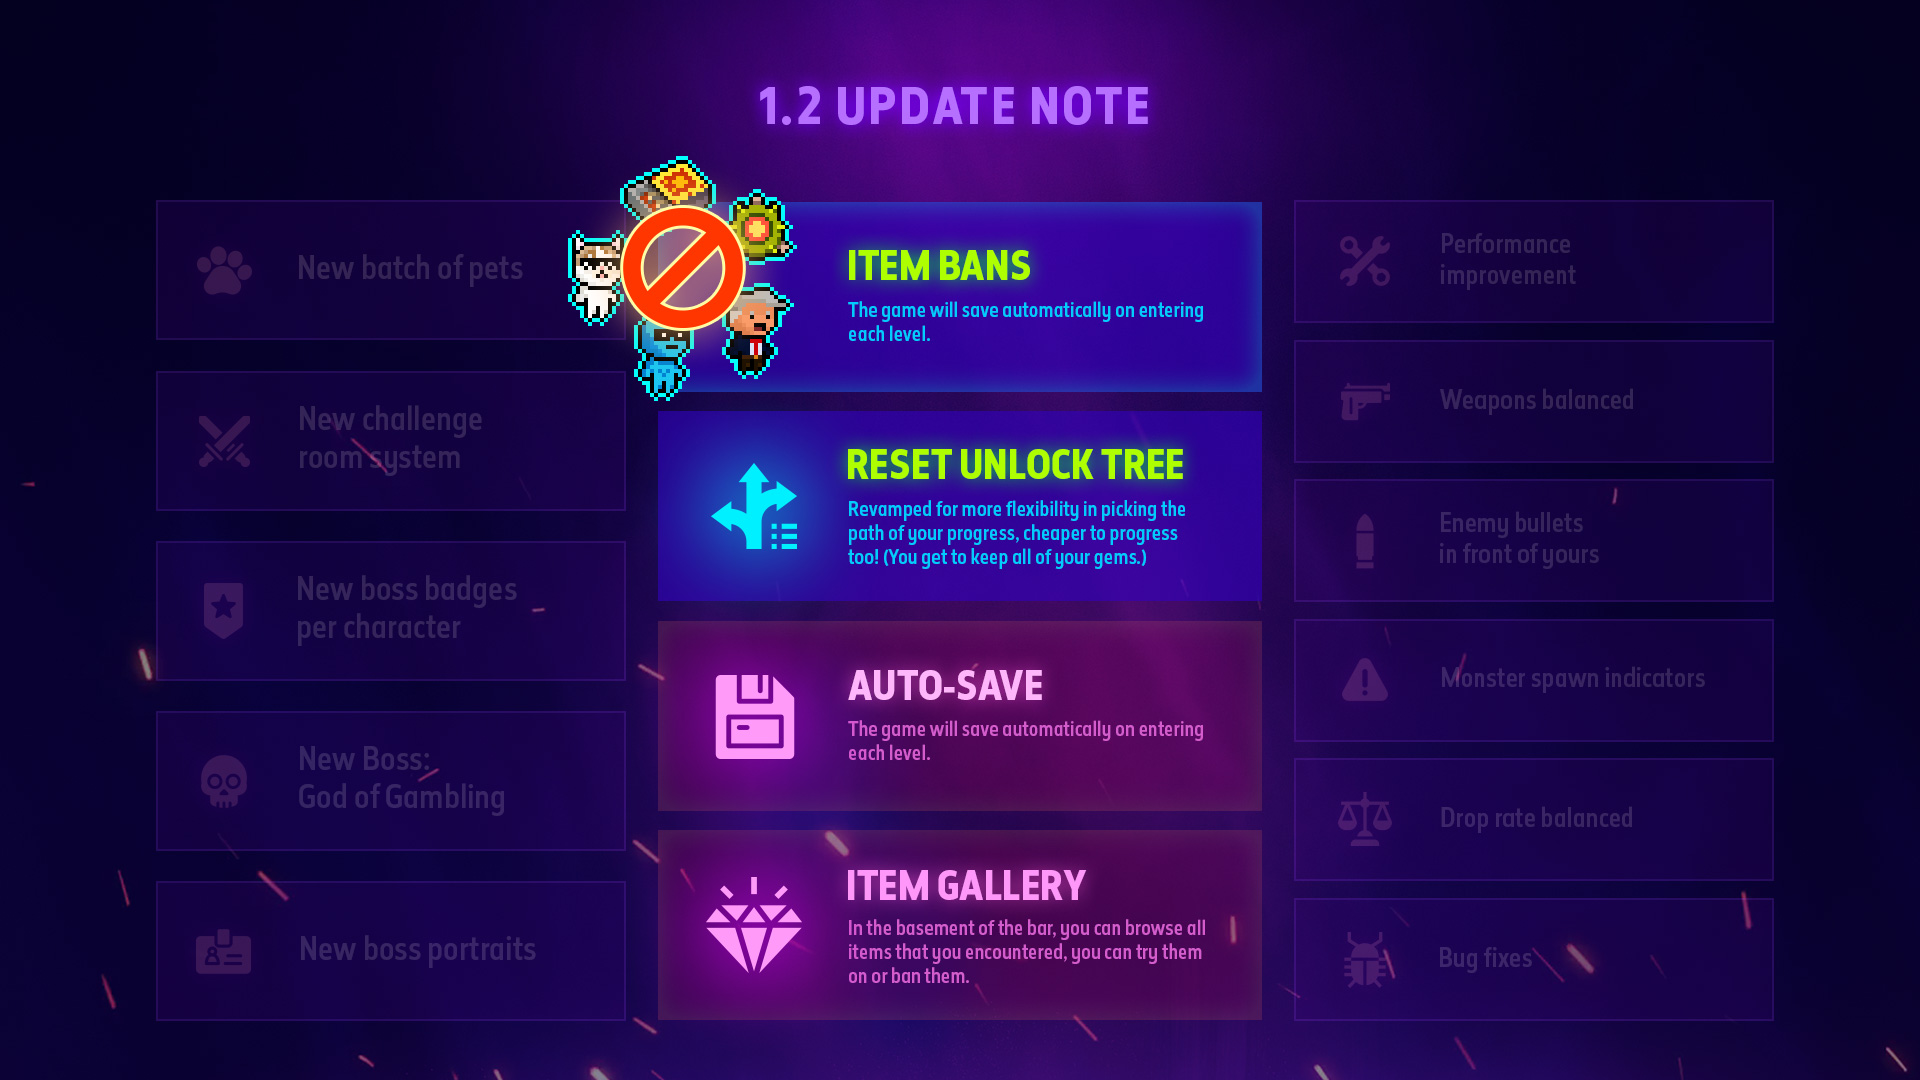 1.2 UPDATE NOTE
New batch of pets
New challenge
room system
New boss badges
per character
New Boss:
God of Gambling
New boss portraits
ITEM BANS
The game will save automatically on entering
each level.
RESET UNLOCK TREE
Revamped for more flexibility in picking the
path of your progress, cheaper to progress
too! (You get to keep all of your gems.)
AUTO-SAVE
The game will save automatically on entering
each level.
ITEM GALLERY
In the basement of the bar, you can browse all
items that you encountered, you can try them
on or ban them.
Performance
improvement
Weapons balanced
Enemy bullets
in front of yours
Monster spawn indicators
Drop rate balanced
Bug fixes